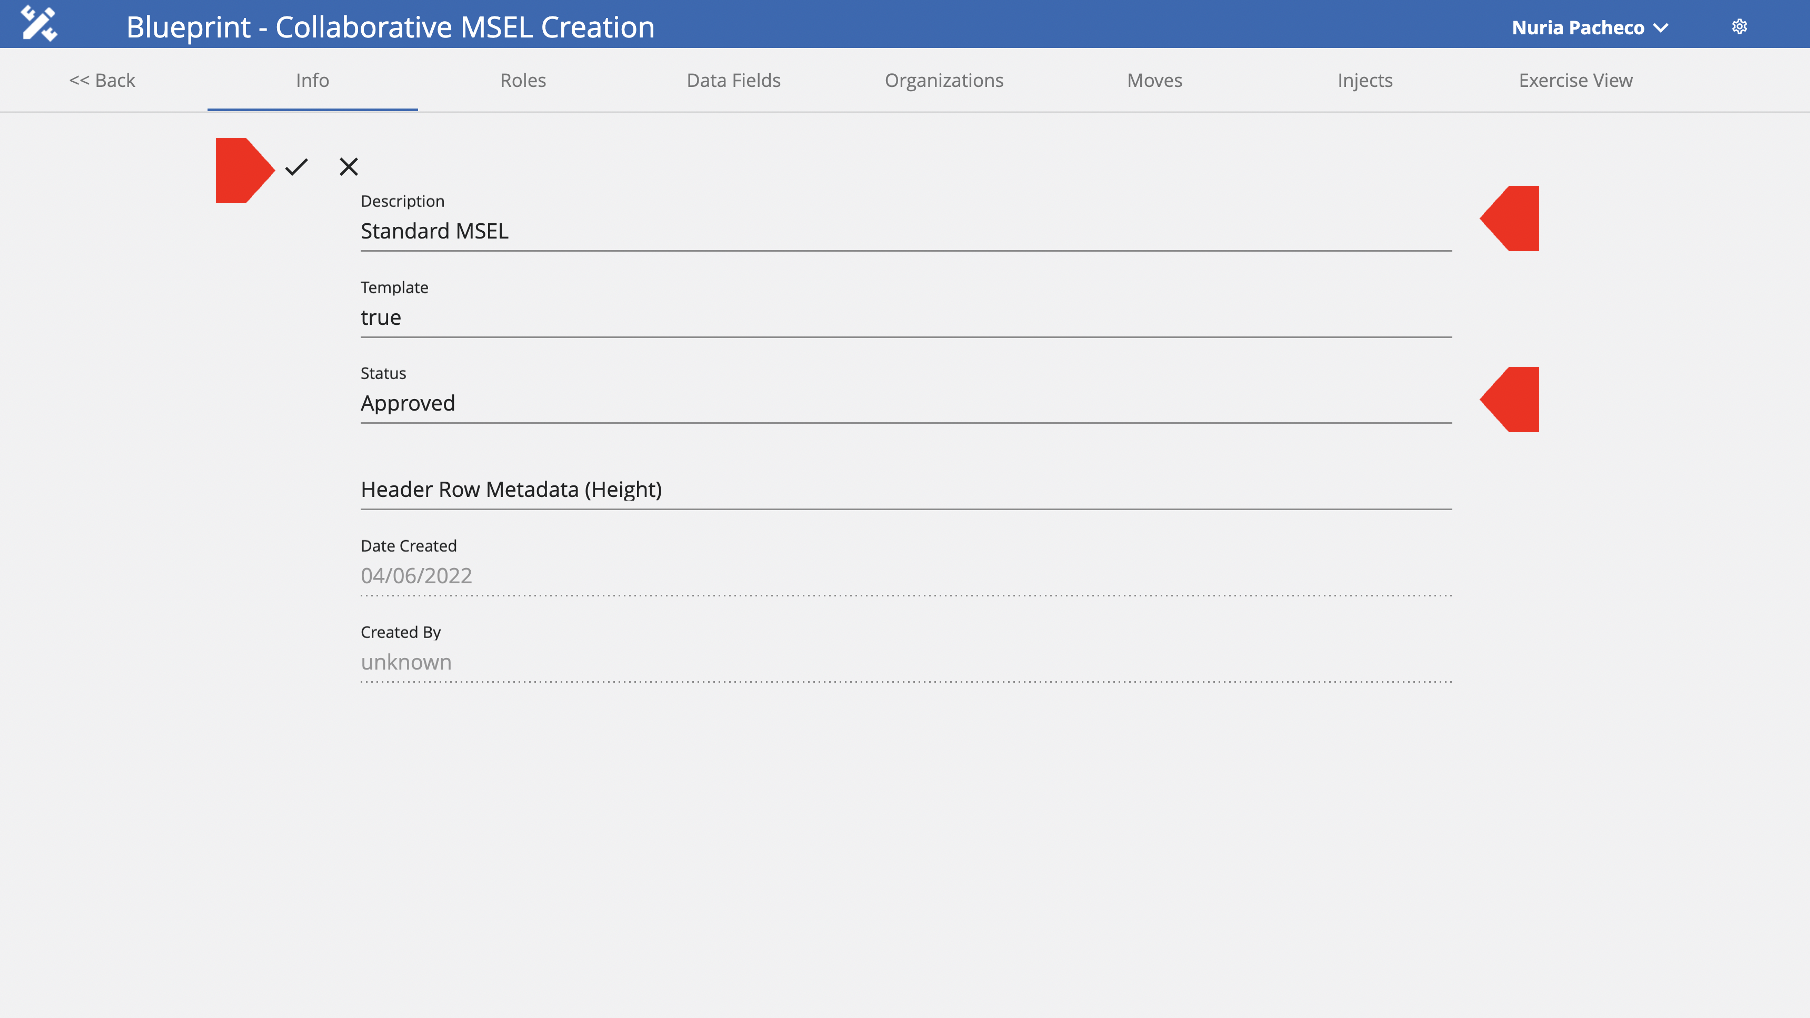 Blueprint - Collaborative MSEL Creation
Nuria Pacheco
<< Back
Info
Roles
Data Fields
Organizations
Moves
Injects
Exercise View
Description
Standard MSEL
Template
true
Status
Approved
Header Row Metadata (Height)
Date Created
04/06/2022
Created By
unknown